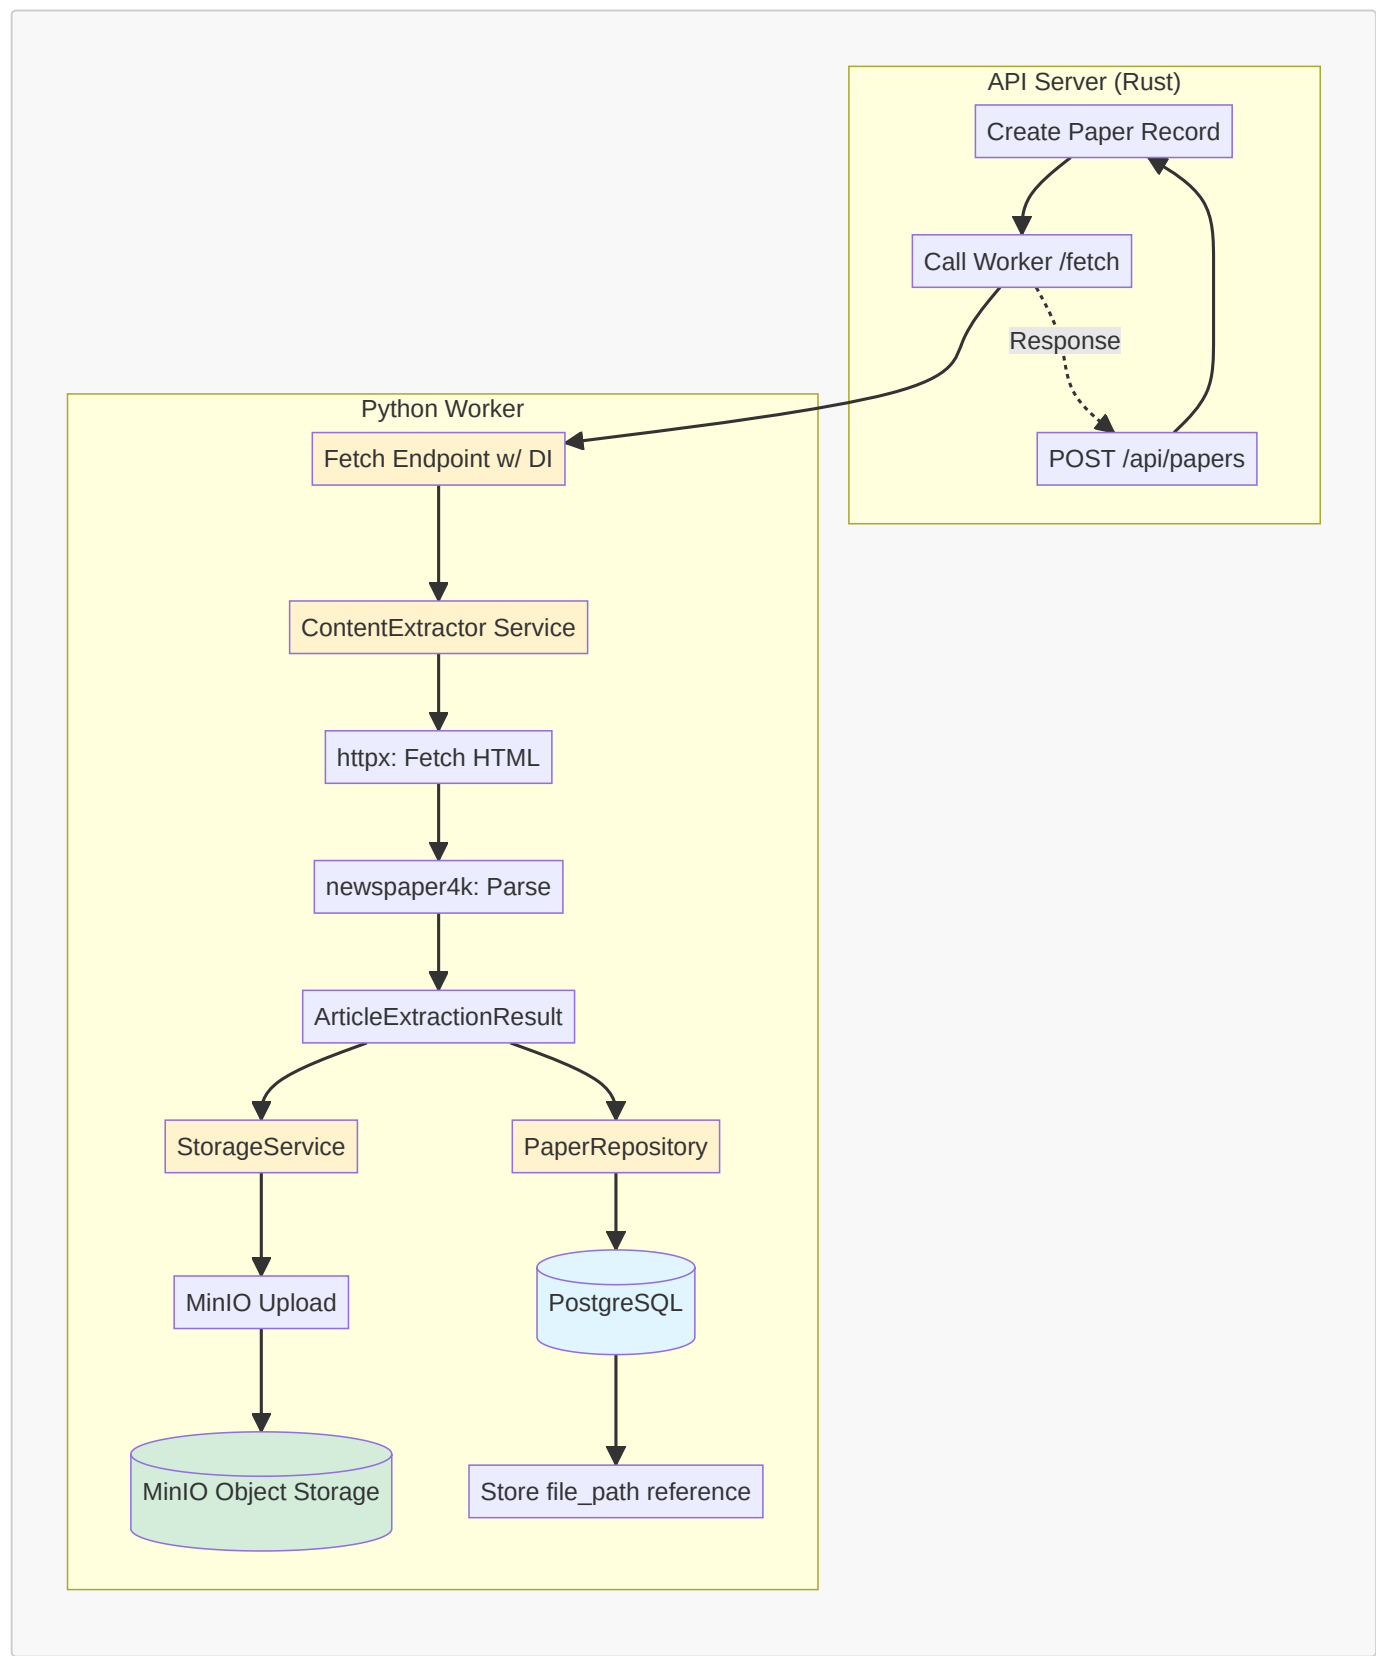 API Server (Rust)
Create Paper Record
Call Worker /fetch
Response
POST /api/papers
Python Worker
Fetch Endpoint w/ DI
ContentExtractor Service
httpx: Fetch HTML
newspaper4k: Parse
ArticleExtractionResult
StorageService
PaperRepository
MinIO Upload
PostgreSQL
MinIO Object Storage
Store file_path reference